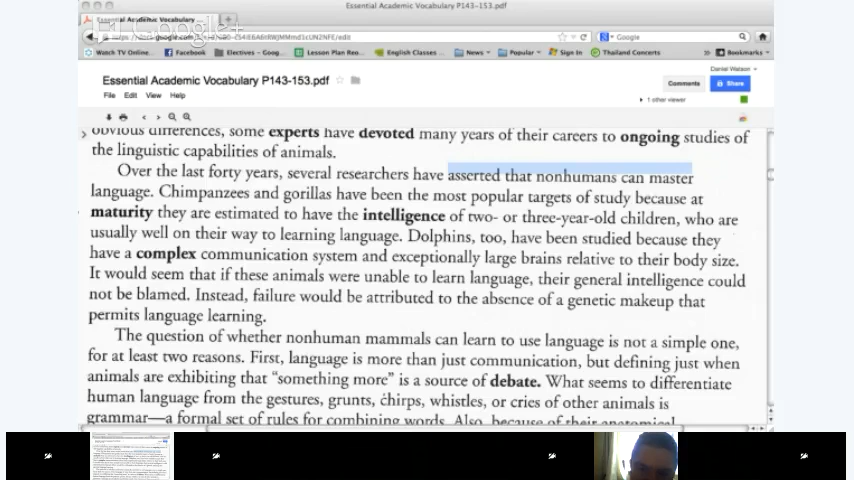 Essential Academic Vocabulary P143-153.pdf
Essential Academic Vocabulary
Google+
Google
Watch TV Online... Facebook Electives – Goog... Lesson Plan Reo... English Classes... News Popular Sign In Thailand Concerts Bookmarks
Daniel Watson
Essential Academic Vocabulary P143-153.pdf
Comments Share
File Edit View Help
1 other viewer
obvious differences, some experts have devoted many years of their careers to ongoing studies of
the linguistic capabilities of animals.
Over the last forty years, several researchers have asserted that nonhumans can master
language. Chimpanzees and gorillas have been the most popular targets of study because at
maturity they are estimated to have the intelligence of two- or three-year-old children, who are
usually well on their way to learning language. Dolphins, too, have been studied because they
have a complex communication system and exceptionally large brains relative to their body size.
It would seem that if these animals were unable to learn language, their general intelligence could
not be blamed. Instead, failure would be attributed to the absence of a genetic makeup that
permits language learning.
The question of whether nonhuman mammals can learn to use language is not a simple one,
for at least two reasons. First, language is more than just communication, but defining just when
animals are exhibiting that “something more” is a source of debate. What seems to differentiate
human language from the gestures, grunts, chirps, whistles, or cries of other animals is
grammar—a formal set of rules for combining words. Also, because of their anatomical